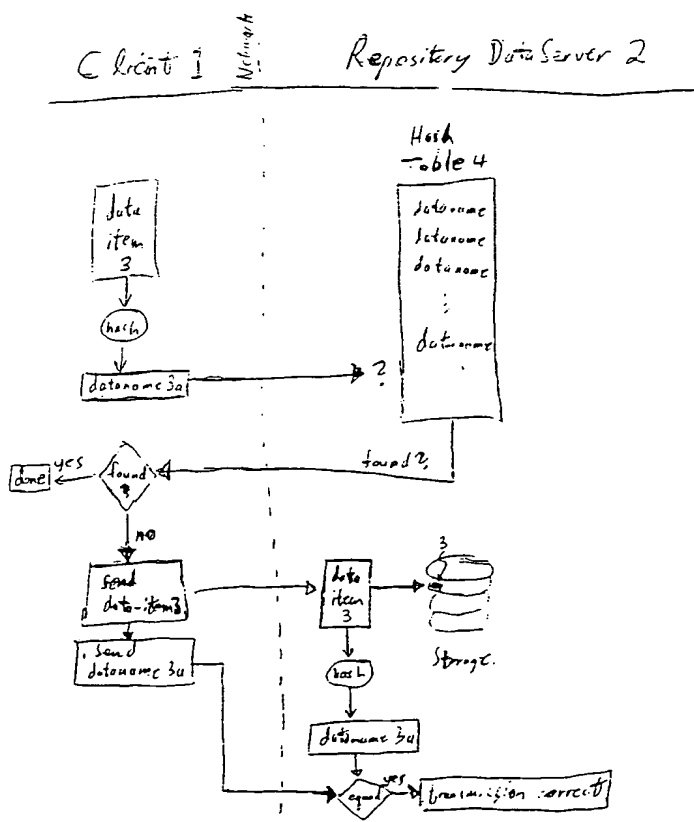 Client 1
Network
Repository Data Server 2
Hash
Table 4
data
item
3
dataname
dataname
dataname
dataname
hash
dataname 3a
?
found?
yes
done
found
?
no
send
data-item 3
send
dataname 3a
data
item
3
3
Storage
hash
dataname 3a
equal
yes
transmission correct